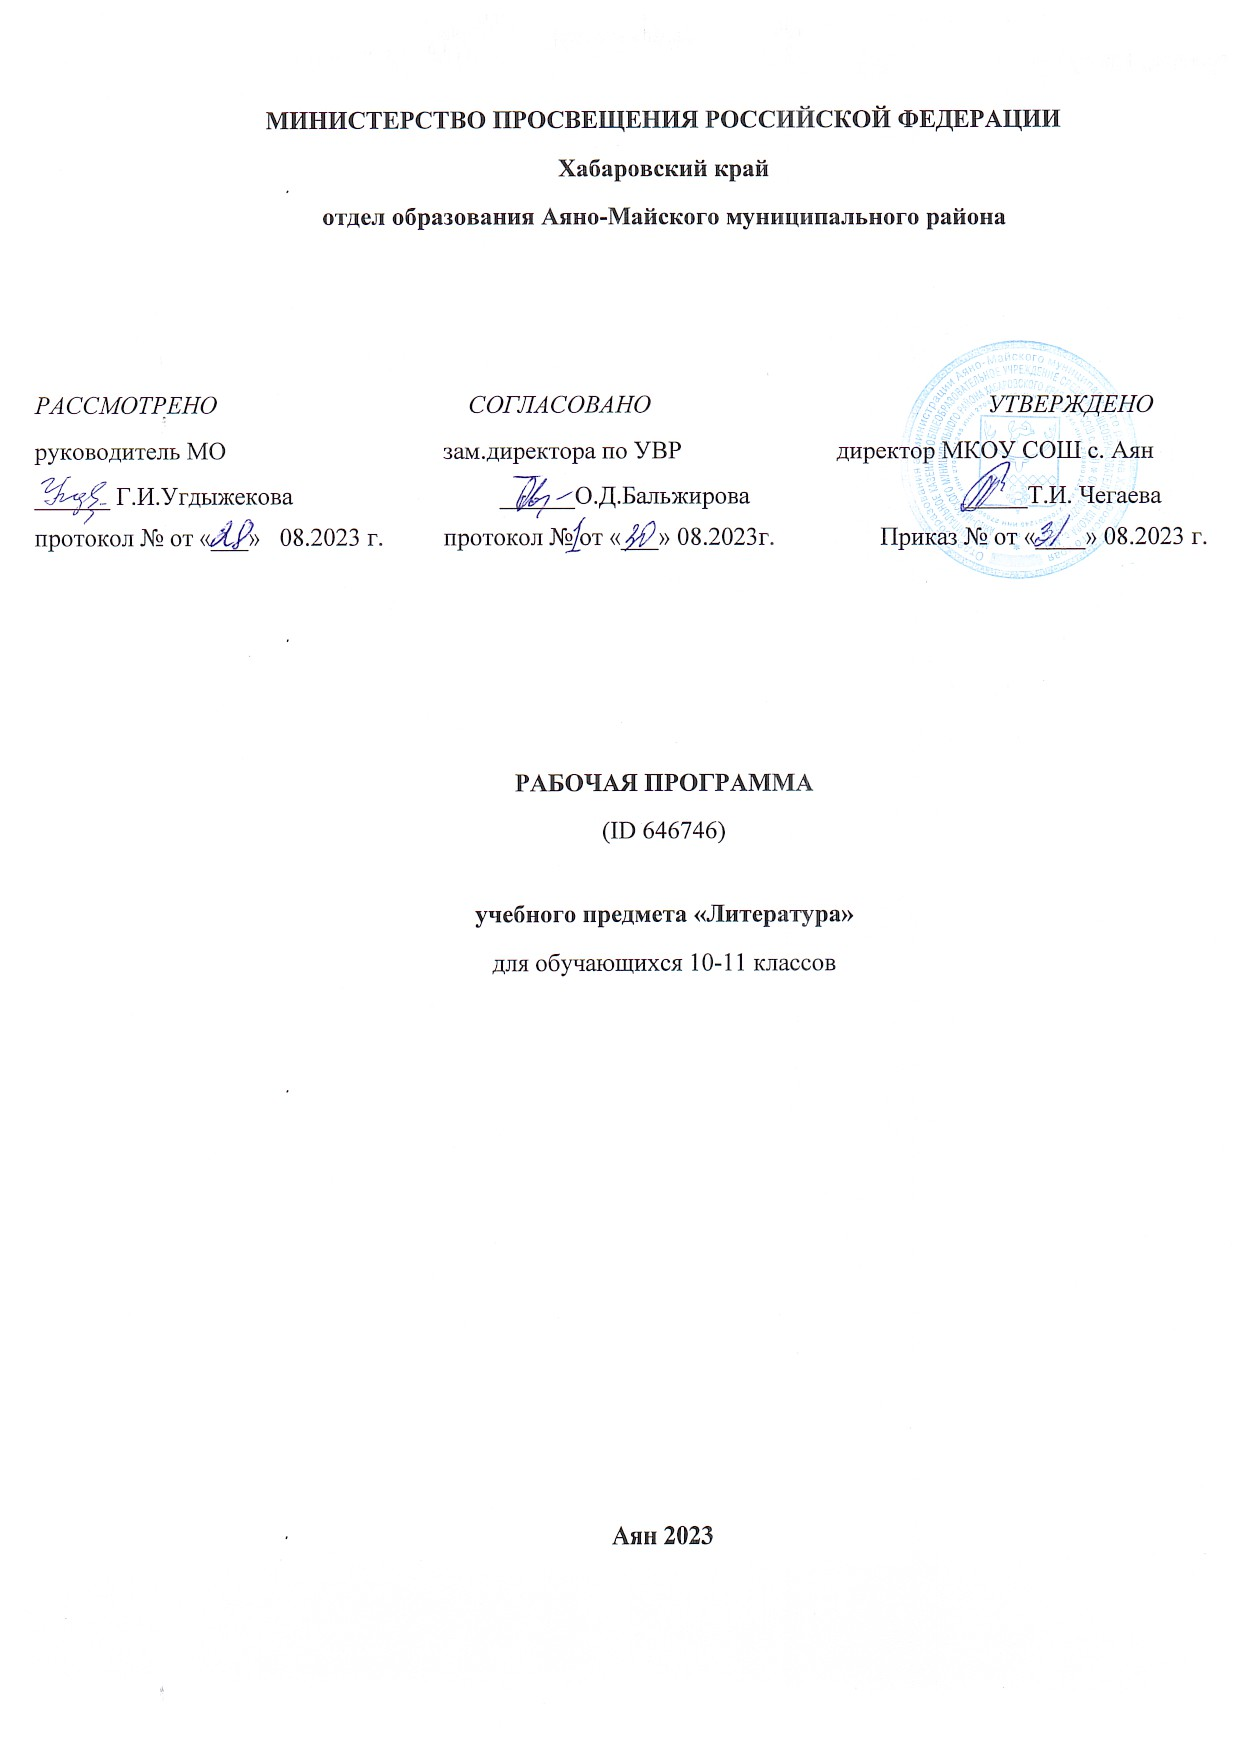 МИНИСТЕРСТВО ПРОСВЕЩЕНИЯ РОССИЙСКОЙ ФЕДЕРАЦИИ
Хабаровский край
отдел образования Аяно-Майского муниципального района
РАССМОТРЕНО СОГЛАСОВАНО УТВЕРЖДЕНО
руководитель МО зам.директора по УВР директор МКОУ СОШ с. Аян
______ Г.И.Угдыжекова ______О.Д.Бальжирова _____Т.И. Чегаева
протокол № от «28» 08.2023 г. протокол №1от «30» 08.2023г. Приказ № от «31» 08.2023 г.
РАБОЧАЯ ПРОГРАММА
(ID 646746)
учебного предмета «Литература»
для обучающихся 10-11 классов
Аян 2023